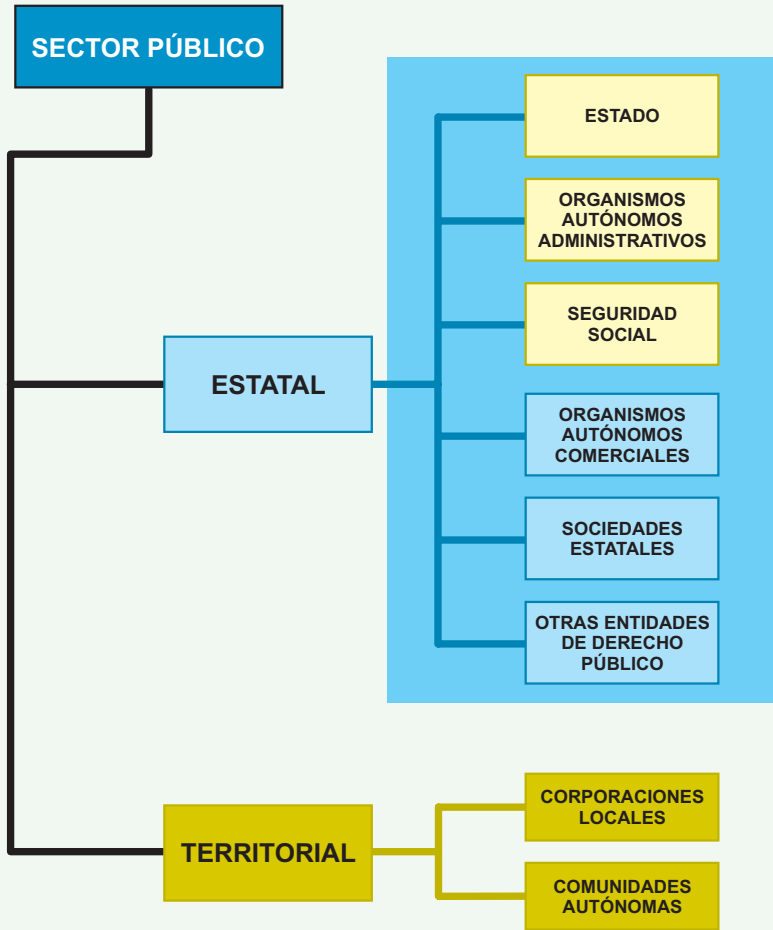 SECTOR PÚBLICO
ESTATAL
ESTADO
ORGANISMOS
AUTÓNOMOS
ADMINISTRATIVOS
SEGURIDAD
SOCIAL
ORGANISMOS
AUTÓNOMOS
COMERCIALES
SOCIEDADES
ESTATALES
OTRAS ENTIDADES
DE DERECHO
PÚBLICO
TERRITORIAL
CORPORACIONES
LOCALES
COMUNIDADES
AUTÓNOMAS